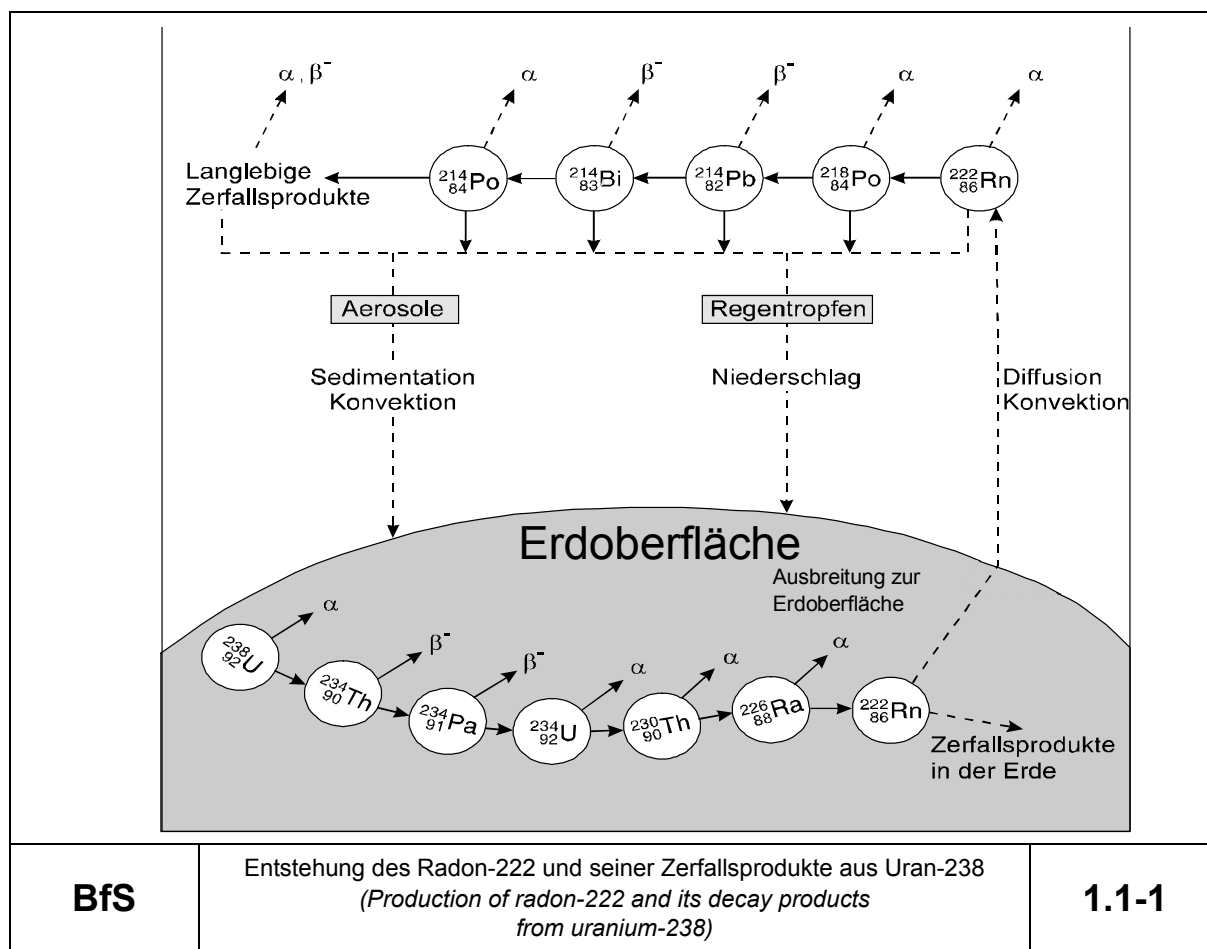 α , β⁻
α
β⁻
β⁻
α
α
Langlebige
Zerfallsprodukte
²¹⁴₈₄Po
²¹⁴₈₃Bi
²¹⁴₈₂Pb
²¹⁸₈₄Po
²²²₈₆Rn
Aerosole
Regentropfen
Sedimentation
Konvektion
Niederschlag
Diffusion
Konvektion
Erdoberfläche
Ausbreitung zur
Erdoberfläche
α
β⁻
β⁻
α
α
α
²³⁸₉₂U
²³⁴₉₀Th
²³⁴₉₁Pa
²³⁴₉₂U
²³⁰₉₀Th
²²⁶₈₈Ra
²²²₈₆Rn
Zerfallsprodukte
in der Erde
BfS
Entstehung des Radon-222 und seiner Zerfallsprodukte aus Uran-238
(Production of radon-222 and its decay products
from uranium-238)
1.1-1